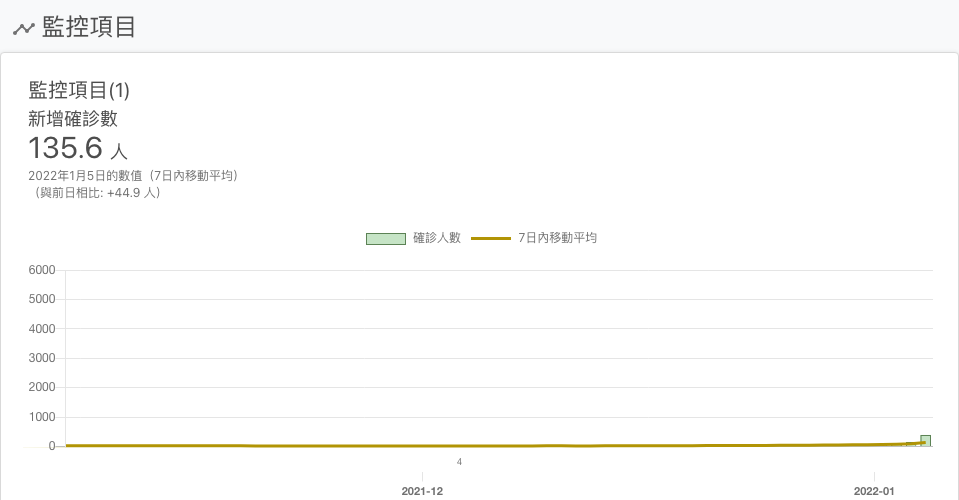 監控項目
監控項目(1)
新增確診數
135.6 人
2022年1月5日的數值（7日內移動平均）
（與前日相比: +44.9 人）
確診人數 7日內移動平均
6000
5000
4000
3000
2000
1000
0
4
2021-12 2022-01